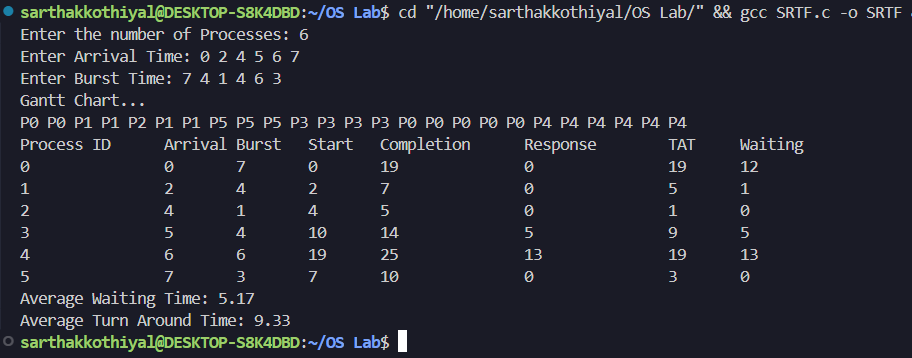 sarthakkothiyal@DESKTOP-S8K4DBD:~/OS Lab$ cd "/home/sarthakkothiyal/OS Lab/" && gcc SRTF.c -o SRTF
Enter the number of Processes: 6
Enter Arrival Time: 0 2 4 5 6 7
Enter Burst Time: 7 4 1 4 6 3
Gantt Chart...
P0 P0 P1 P1 P2 P1 P1 P5 P5 P5 P3 P3 P3 P3 P0 P0 P0 P0 P0 P4 P4 P4 P4 P4 P4
Process ID Arrival Burst Start Completion Response TAT Waiting
0 0 7 0 19 0 19 12
1 2 4 2 7 0 5 1
2 4 1 4 5 0 1 0
3 5 4 10 14 5 9 5
4 6 6 19 25 13 19 13
5 7 3 7 10 0 3 0
Average Waiting Time: 5.17
Average Turn Around Time: 9.33
sarthakkothiyal@DESKTOP-S8K4DBD:~/OS Lab$